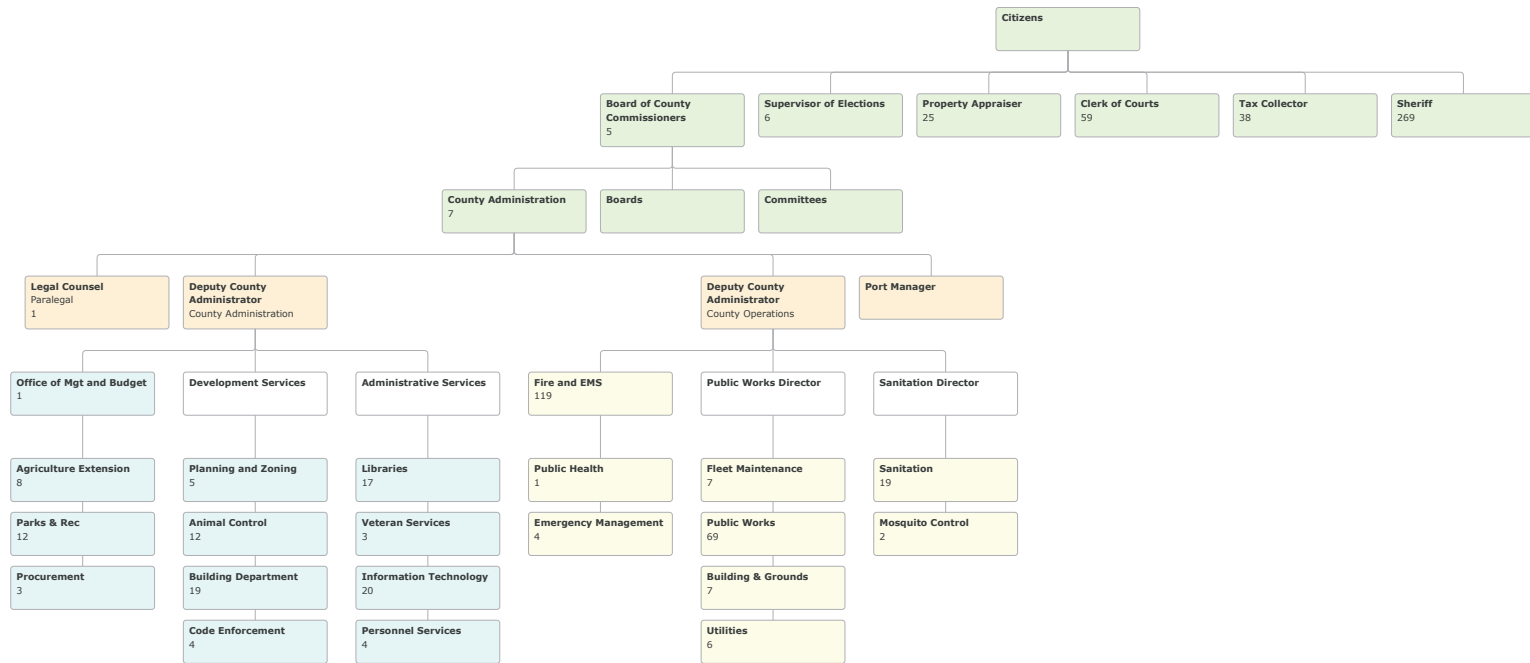 Citizens
Board of County
Commissioners
5
Supervisor of Elections
6
Property Appraiser
25
Clerk of Courts
59
Tax Collector
38
Sheriff
269
County Administration
7
Boards
Committees
Legal Counsel
Paralegal
1
Deputy County
Administrator
County Administration
Deputy County
Administrator
County Operations
Port Manager
Office of Mgt and Budget
1
Development Services
Administrative Services
Fire and EMS
119
Public Works Director
Sanitation Director
Agriculture Extension
8
Planning and Zoning
5
Libraries
17
Public Health
1
Fleet Maintenance
7
Sanitation
19
Parks & Rec
12
Animal Control
12
Veteran Services
3
Emergency Management
4
Public Works
69
Mosquito Control
2
Procurement
3
Building Department
19
Information Technology
20
Building & Grounds
7
Code Enforcement
4
Personnel Services
4
Utilities
6